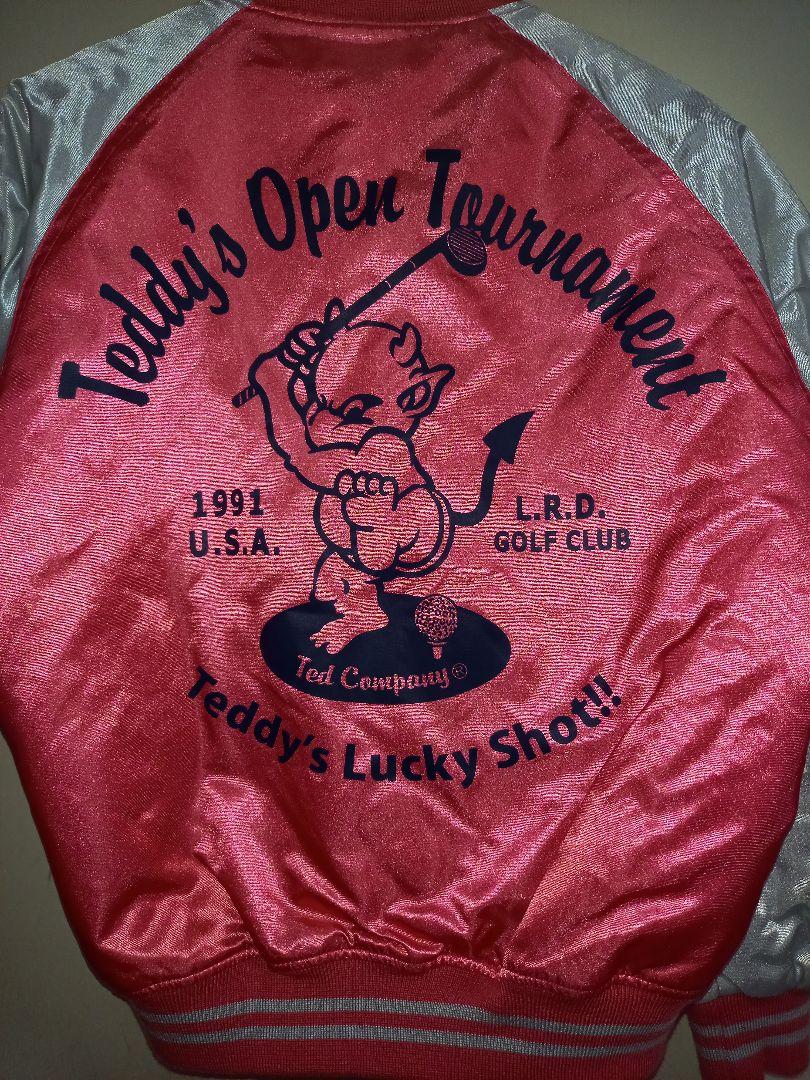 Teddy's Open Tournament
1991
U.S.A.
L.R.D.
GOLF CLUB
Ted Company®
Teddy's Lucky Shot!!